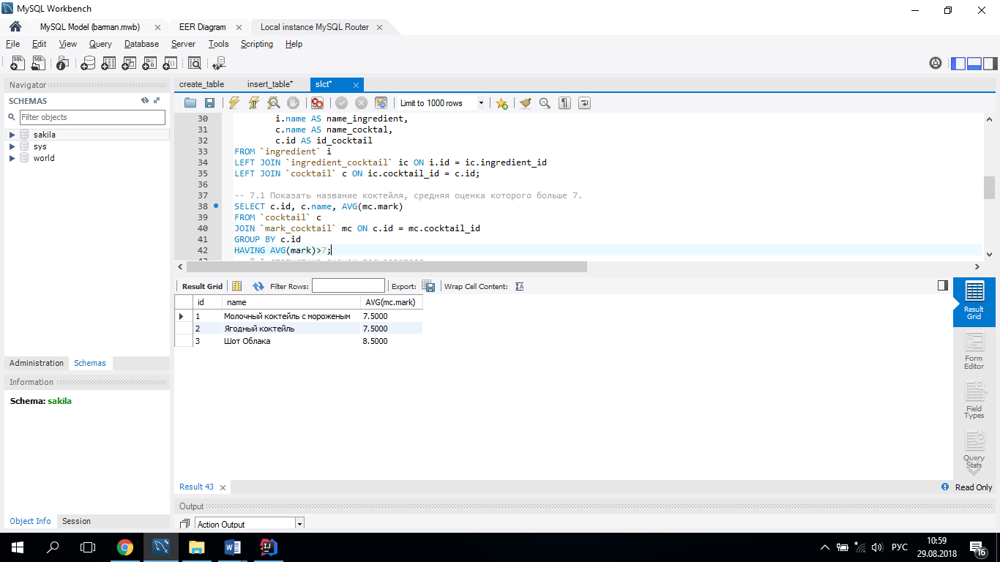 MySQL Workbench
MySQL Model (barman.mwb)
EER Diagram
Local instance MySQL Router
File Edit View Query Database Server Tools Scripting Help
Navigator
SCHEMAS
Filter objects
sakila
sys
world
Administration Schemas
Information
Schema: sakila
Object Info Session
create_table insert_table* slct*
Limit to 1000 rows
30 i.name AS name_ingredient,
31 c.name AS name_cocktal,
32 c.id AS id_cocktail
33 FROM `ingredient` i
34 LEFT JOIN `ingredient_cocktail` ic ON i.id = ic.ingredient_id
35 LEFT JOIN `cocktail` c ON ic.cocktail_id = c.id;
36
37 -- 7.1 Показать название коктейля, средняя оценка которого больше 7.
38 SELECT c.id, c.name, AVG(mc.mark)
39 FROM `cocktail` c
40 JOIN `mark_cocktail` mc ON c.id = mc.cocktail_id
41 GROUP BY c.id
42 HAVING AVG(mark)>7;
Result Grid Filter Rows: Export: Wrap Cell Content:
id name AVG(mc.mark)
1 Молочный коктейль с мороженым 7.5000
2 Ягодный коктейль 7.5000
3 Шот Облака 8.5000
Result
Grid
Form
Editor
Field
Types
Query
Stats
Result 43
Read Only
Output
Action Output
РУС
10:59
29.08.2018
16